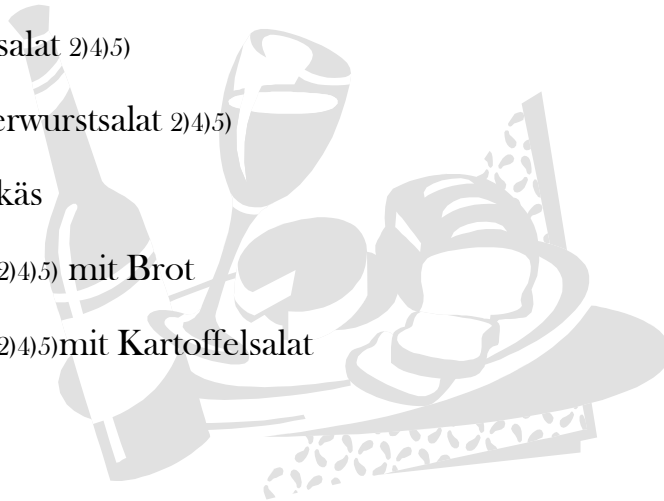 salat 2)4)5)
erwurstsalat 2)4)5)
käs
2)4)5) mit Brot
2)4)5)mit Kartoffelsalat